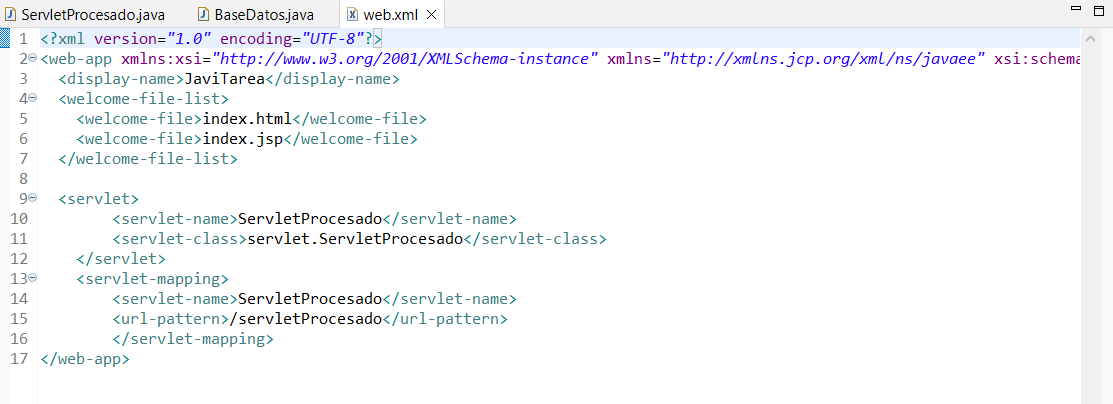 ServletProcesado.java BaseDatos.java web.xml
1 <?xml version="1.0" encoding="UTF-8"?>
2 <web-app xmlns:xsi="http://www.w3.org/2001/XMLSchema-instance" xmlns="http://xmlns.jcp.org/xml/ns/javaee" xsi:schema
3 <display-name>JaviTarea</display-name>
4 <welcome-file-list>
5 <welcome-file>index.html</welcome-file>
6 <welcome-file>index.jsp</welcome-file>
7 </welcome-file-list>
8
9 <servlet>
10 <servlet-name>ServletProcesado</servlet-name>
11 <servlet-class>servlet.ServletProcesado</servlet-class>
12 </servlet>
13 <servlet-mapping>
14 <servlet-name>ServletProcesado</servlet-name>
15 <url-pattern>/servletProcesado</url-pattern>
16 </servlet-mapping>
17 </web-app>